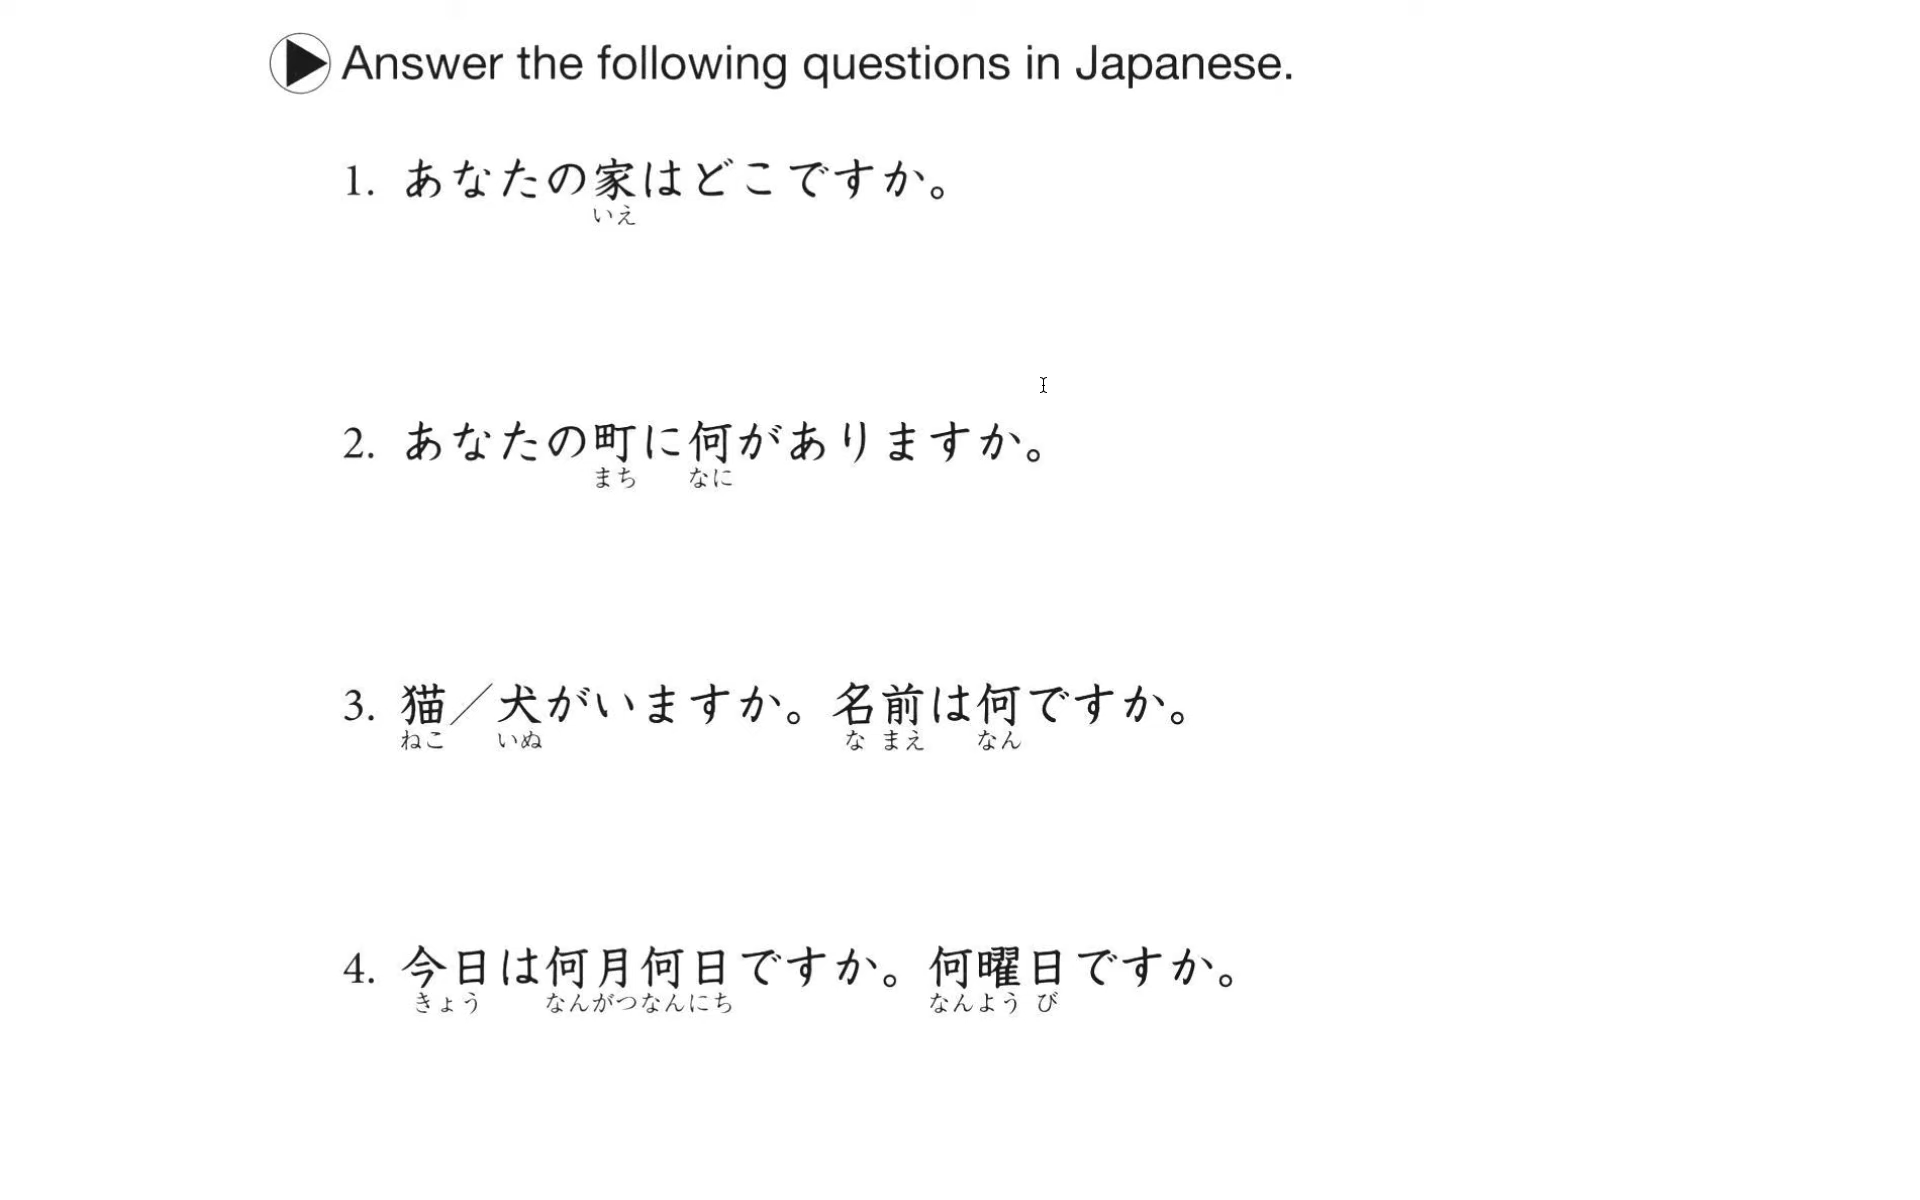 Answer the following questions in Japanese.
1. あなたの家はどこですか。
いえ
2. あなたの町に何がありますか。
まち なに
3. 猫／犬がいますか。名前は何ですか。
ねこ いぬ な まえ なん
4. 今日は何月何日ですか。何曜日ですか。
きょう なんがつなんにち なんよう び